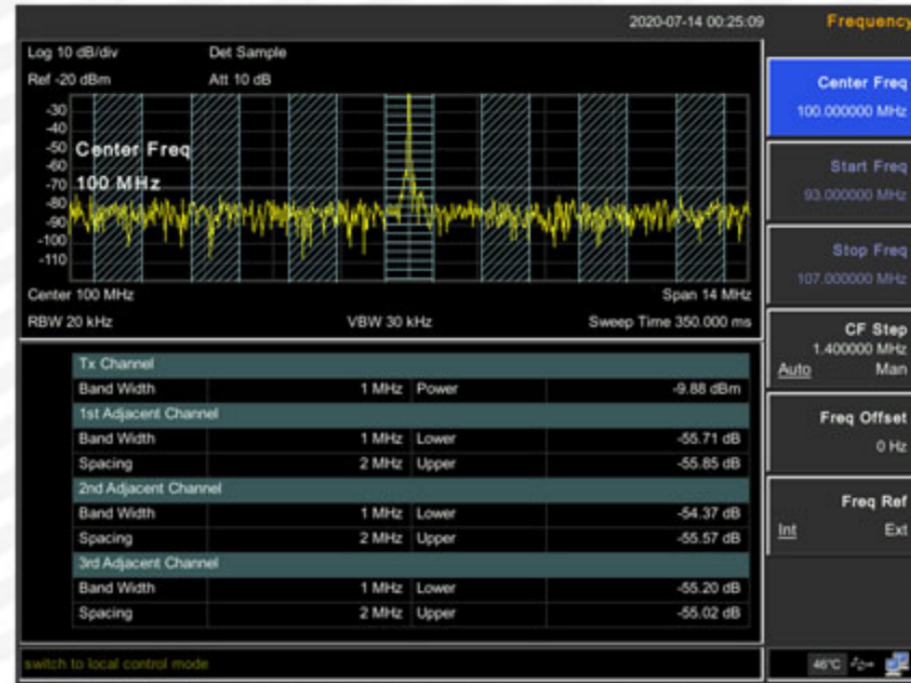 2020-07-14 00:25:09
Frequency
Log 10 dB/div Det Sample
Ref -20 dBm Att 10 dB
-30
-40
-50
-60
-70
-80
-90
-100
-110
Center Freq
100 MHz
Center 100 MHz Span 14 MHz
RBW 20 kHz VBW 30 kHz Sweep Time 350.000 ms
Tx Channel
Band Width 1 MHz Power -9.88 dBm
1st Adjacent Channel
Band Width 1 MHz Lower -55.71 dB
Spacing 2 MHz Upper -55.85 dB
2nd Adjacent Channel
Band Width 1 MHz Lower -54.37 dB
Spacing 2 MHz Upper -55.57 dB
3rd Adjacent Channel
Band Width 1 MHz Lower -55.20 dB
Spacing 2 MHz Upper -55.02 dB
switch to local control mode
Center Freq
100.000000 MHz
Start Freq
93.000000 MHz
Stop Freq
107.000000 MHz
CF Step
1.400000 MHz
Auto Man
Freq Offset
0 Hz
Freq Ref
Int Ext
46°C